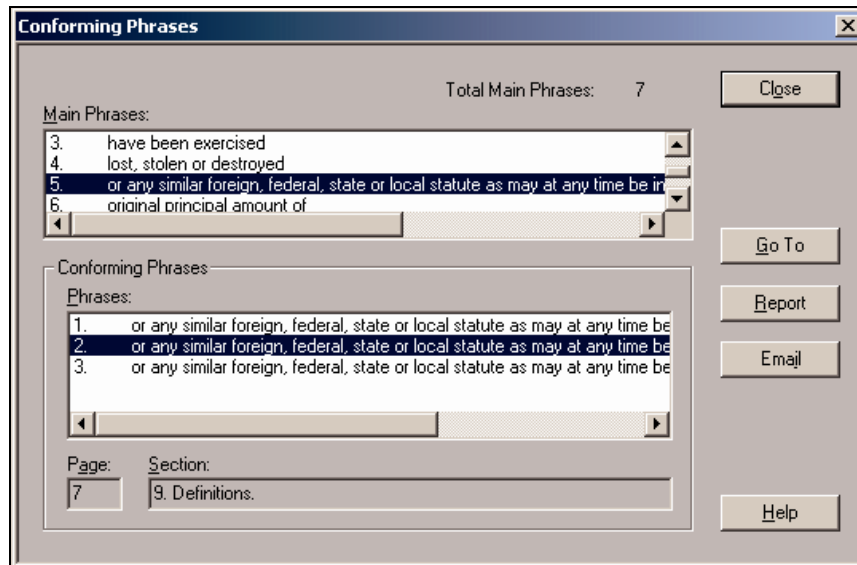 Conforming Phrases
Total Main Phrases: 7
Close
Main Phrases:
3. have been exercised
4. lost, stolen or destroyed
5. or any similar foreign, federal, state or local statute as may at any time be in
6. original principal amount of
Go To
Conforming Phrases
Phrases:
Report
1. or any similar foreign, federal, state or local statute as may at any time be
2. or any similar foreign, federal, state or local statute as may at any time be
3. or any similar foreign, federal, state or local statute as may at any time be
Email
Page: Section:
7 9. Definitions.
Help